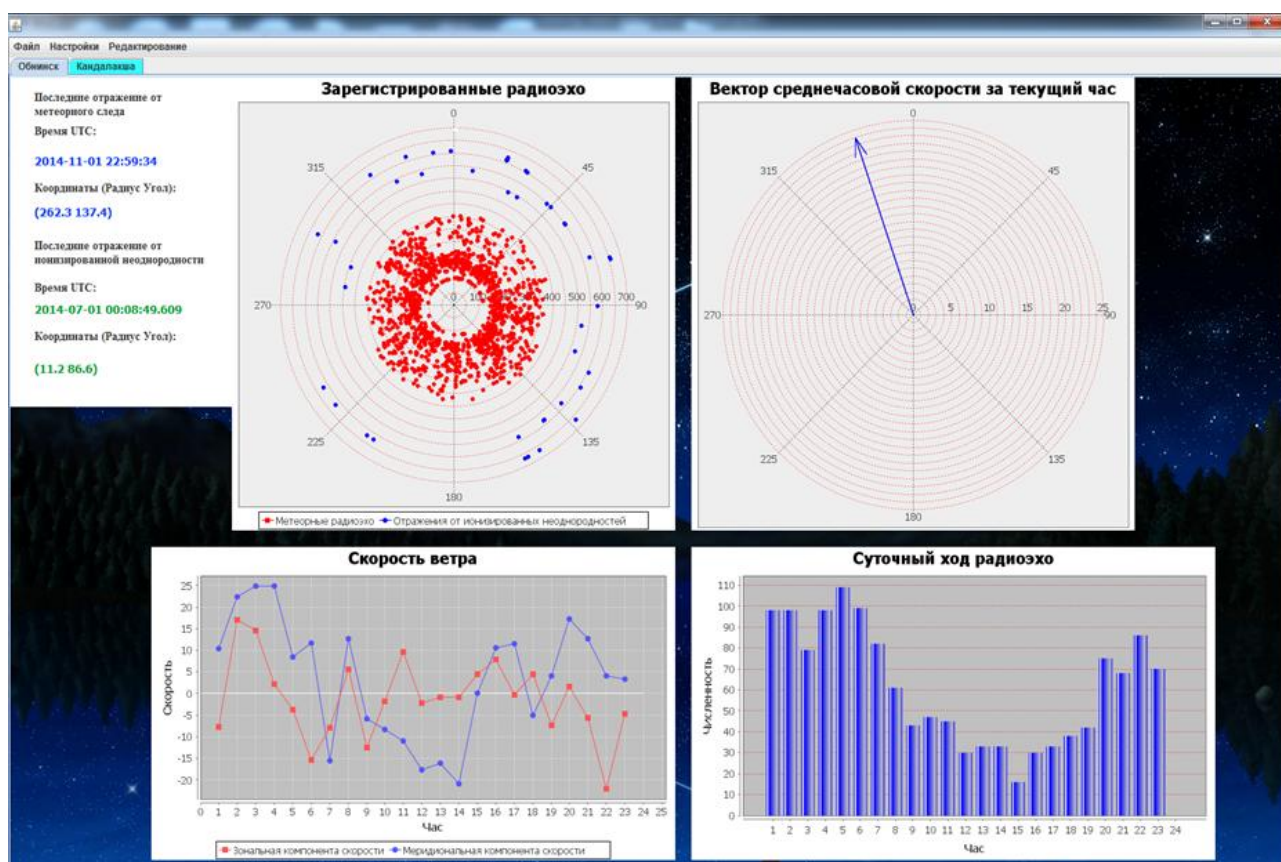 Файл Настройки Редактирование
Обнинск Кандалакша
Последние отражение от
метеорного следа
Время UTC:
2014-11-01 22:59:34
Координаты (Радиус Угол):
(262.3 137.4)
Последние отражение от
ионизированной неоднородности
Время UTC:
2014-07-01 00:08:49.609
Координаты (Радиус Угол):
(11.2 86.6)
Зарегистрированные радиоэхо
0
315 45
270 0 100 400 500 600 700 90
225 135
180
Метеорные радиоэхо Отражения от ионизированных неоднородностей
Вектор среднечасовой скорости за текущий час
0
315 45
270 0 5 10 15 20 25 90
225 135
180
Скорость ветра
Скорость
25
20
15
10
5
0
-5
-10
-15
-20
0 1 2 3 4 5 6 7 8 9 10 11 12 13 14 15 16 17 18 19 20 21 22 23 24 25
Час
Зональная компонента скорости Меридиональная компонента скорости
Суточный ход радиоэхо
Численность
110
100
90
80
70
60
50
40
30
20
10
0
1 2 3 4 5 6 7 8 9 10 11 12 13 14 15 16 17 18 19 20 21 22 23 24
Час